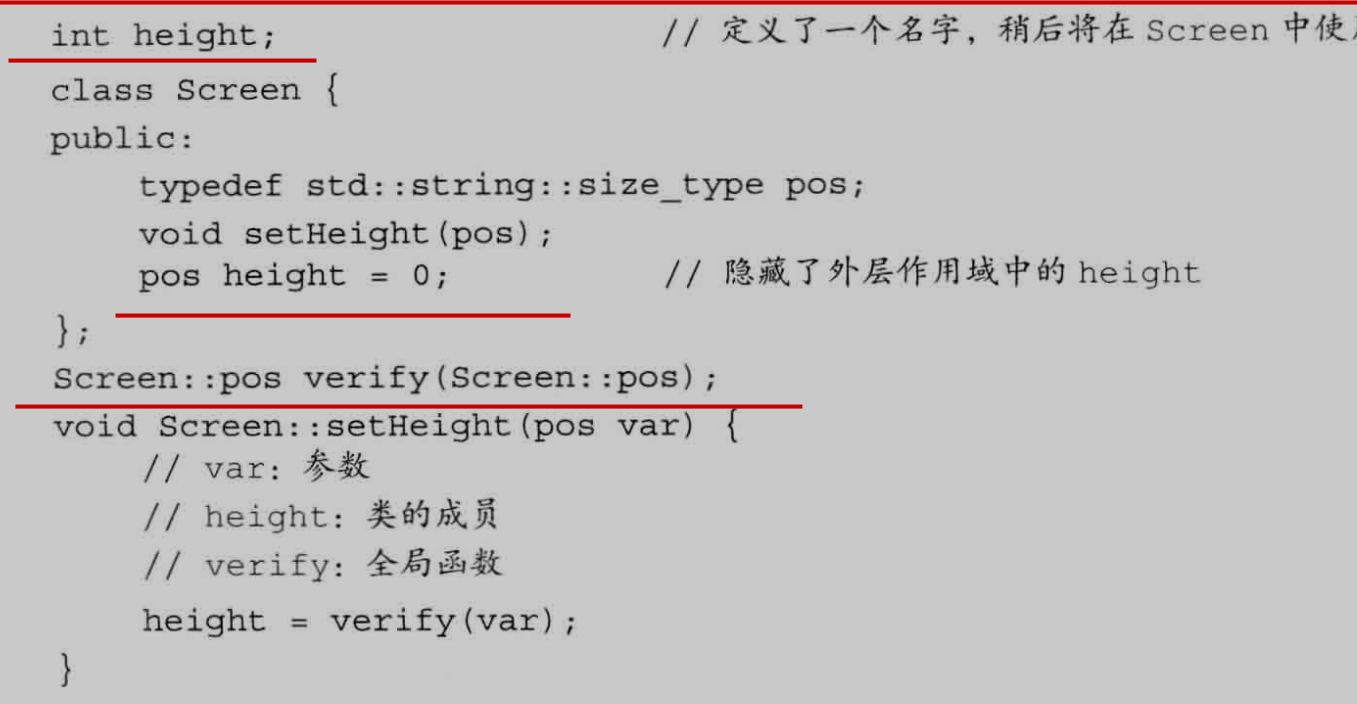 int height; // 定义了一个名字，稍后将在 Screen 中使
class Screen {
public:
typedef std::string::size_type pos;
void setHeight(pos);
pos height = 0; // 隐藏了外层作用域中的 height
};
Screen::pos verify(Screen::pos);
void Screen::setHeight(pos var) {
// var: 参数
// height: 类的成员
// verify: 全局函数
height = verify(var);
}